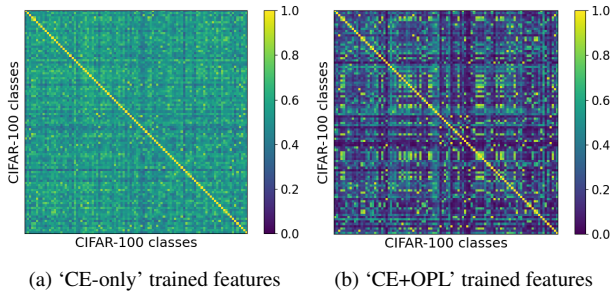 1.0
0.8
0.6
0.4
0.2
0.0
CIFAR-100 classes
CIFAR-100 classes
(a) ‘CE-only’ trained features
1.0
0.8
0.6
0.4
0.2
0.0
CIFAR-100 classes
CIFAR-100 classes
(b) ‘CE+OPL’ trained features